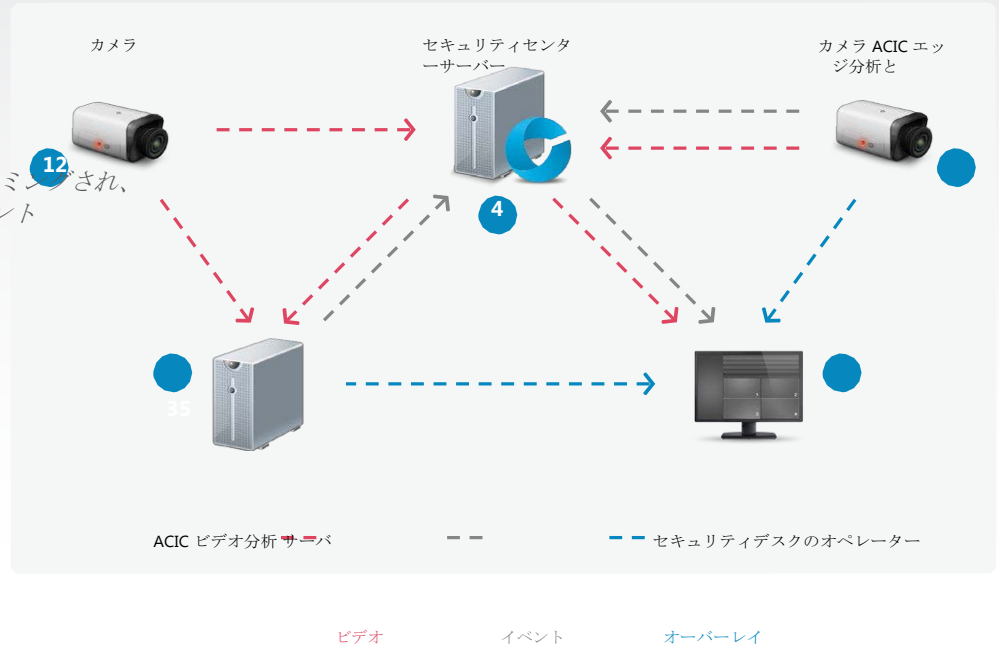 カメラ
セキュリティセンタ
ーサーバー
カメラ ACIC エッ
ジ分析と
12
ミングされ、
ント
4
35
ACIC ビデオ分析 サーバ
セキュリティデスクのオペレーター
ビデオ
イベント
オーバーレイ